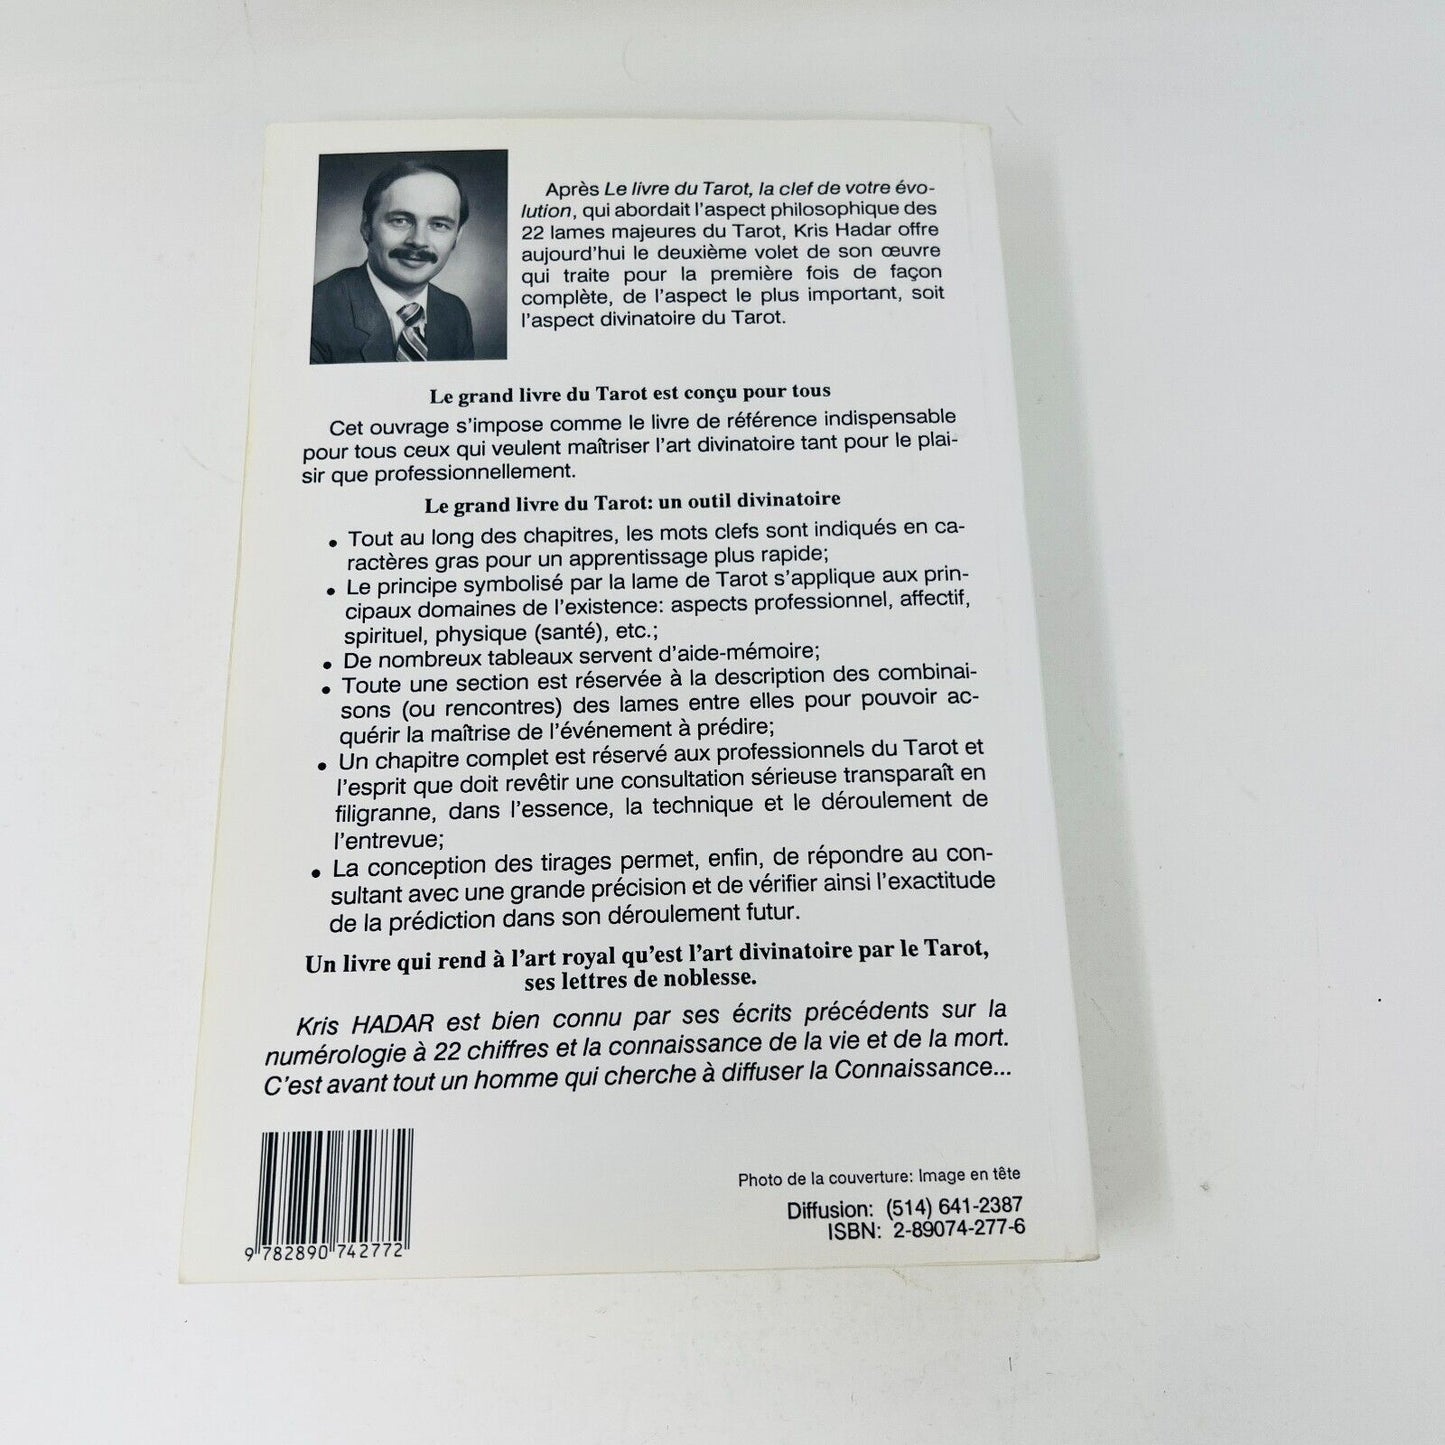 Après Le livre du Tarot, la clef de votre évo-
lution, qui abordait l'aspect philosophique des
22 lames majeures du Tarot, Kris Hadar offre
aujourd'hui le deuxième volet de son œuvre
qui traite pour la première fois de façon
complète, de l'aspect le plus important, soit
l'aspect divinatoire du Tarot.
Le grand livre du Tarot est conçu pour tous
Cet ouvrage s'impose comme le livre de référence indispensable
pour tous ceux qui veulent maîtriser l'art divinatoire tant pour le plai-
sir que professionnellement.
Le grand livre du Tarot: un outil divinatoire
• Tout au long des chapitres, les mots clefs sont indiqués en ca-
ractères gras pour un apprentissage plus rapide;
• Le principe symbolisé par la lame de Tarot s'applique aux prin-
cipaux domaines de l'existence: aspects professionnel, affectif,
spirituel, physique (santé), etc.;
• De nombreux tableaux servent d'aide-mémoire;
• Toute une section est réservée à la description des combinai-
sons (ou rencontres) des lames entre elles pour pouvoir ac-
quérir la maîtrise de l'événement à prédire;
• Un chapitre complet est réservé aux professionnels du Tarot et
l'esprit que doit revêtir une consultation sérieuse transparaît en
filigranne, dans l'essence, la technique et le déroulement de
l'entrevue;
• La conception des tirages permet, enfin, de répondre au con-
sultant avec une grande précision et de vérifier ainsi l'exactitude
de la prédiction dans son déroulement futur.
Un livre qui rend à l'art royal qu'est l'art divinatoire par le Tarot,
ses lettres de noblesse.
Kris HADAR est bien connu par ses écrits précédents sur la
numérologie à 22 chiffres et la connaissance de la vie et de la mort.
C'est avant tout un homme qui cherche à diffuser la Connaissance...
Photo de la couverture: Image en tête
Diffusion: (514) 641-2387
ISBN: 2-89074-277-6
9 782890 742772